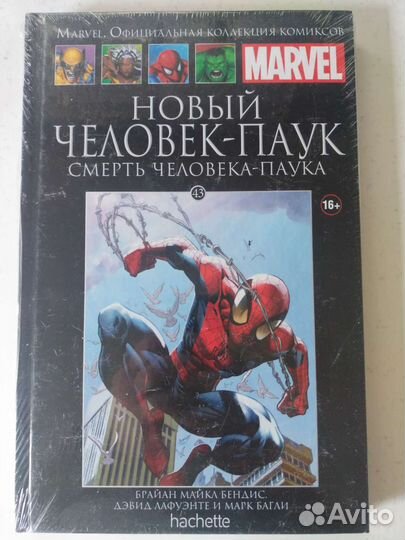 Marvel. Официальная коллекция комиксов
MARVEL
НОВЫЙ
ЧЕЛОВЕК-ПАУК
СМЕРТЬ ЧЕЛОВЕКА-ПАУКА
43
16+
БРАЙАН МАЙКЛ БЕНДИС,
ДЭВИД ЛАФУЭНТЕ И МАРК БАГЛИ
hachette
Avito